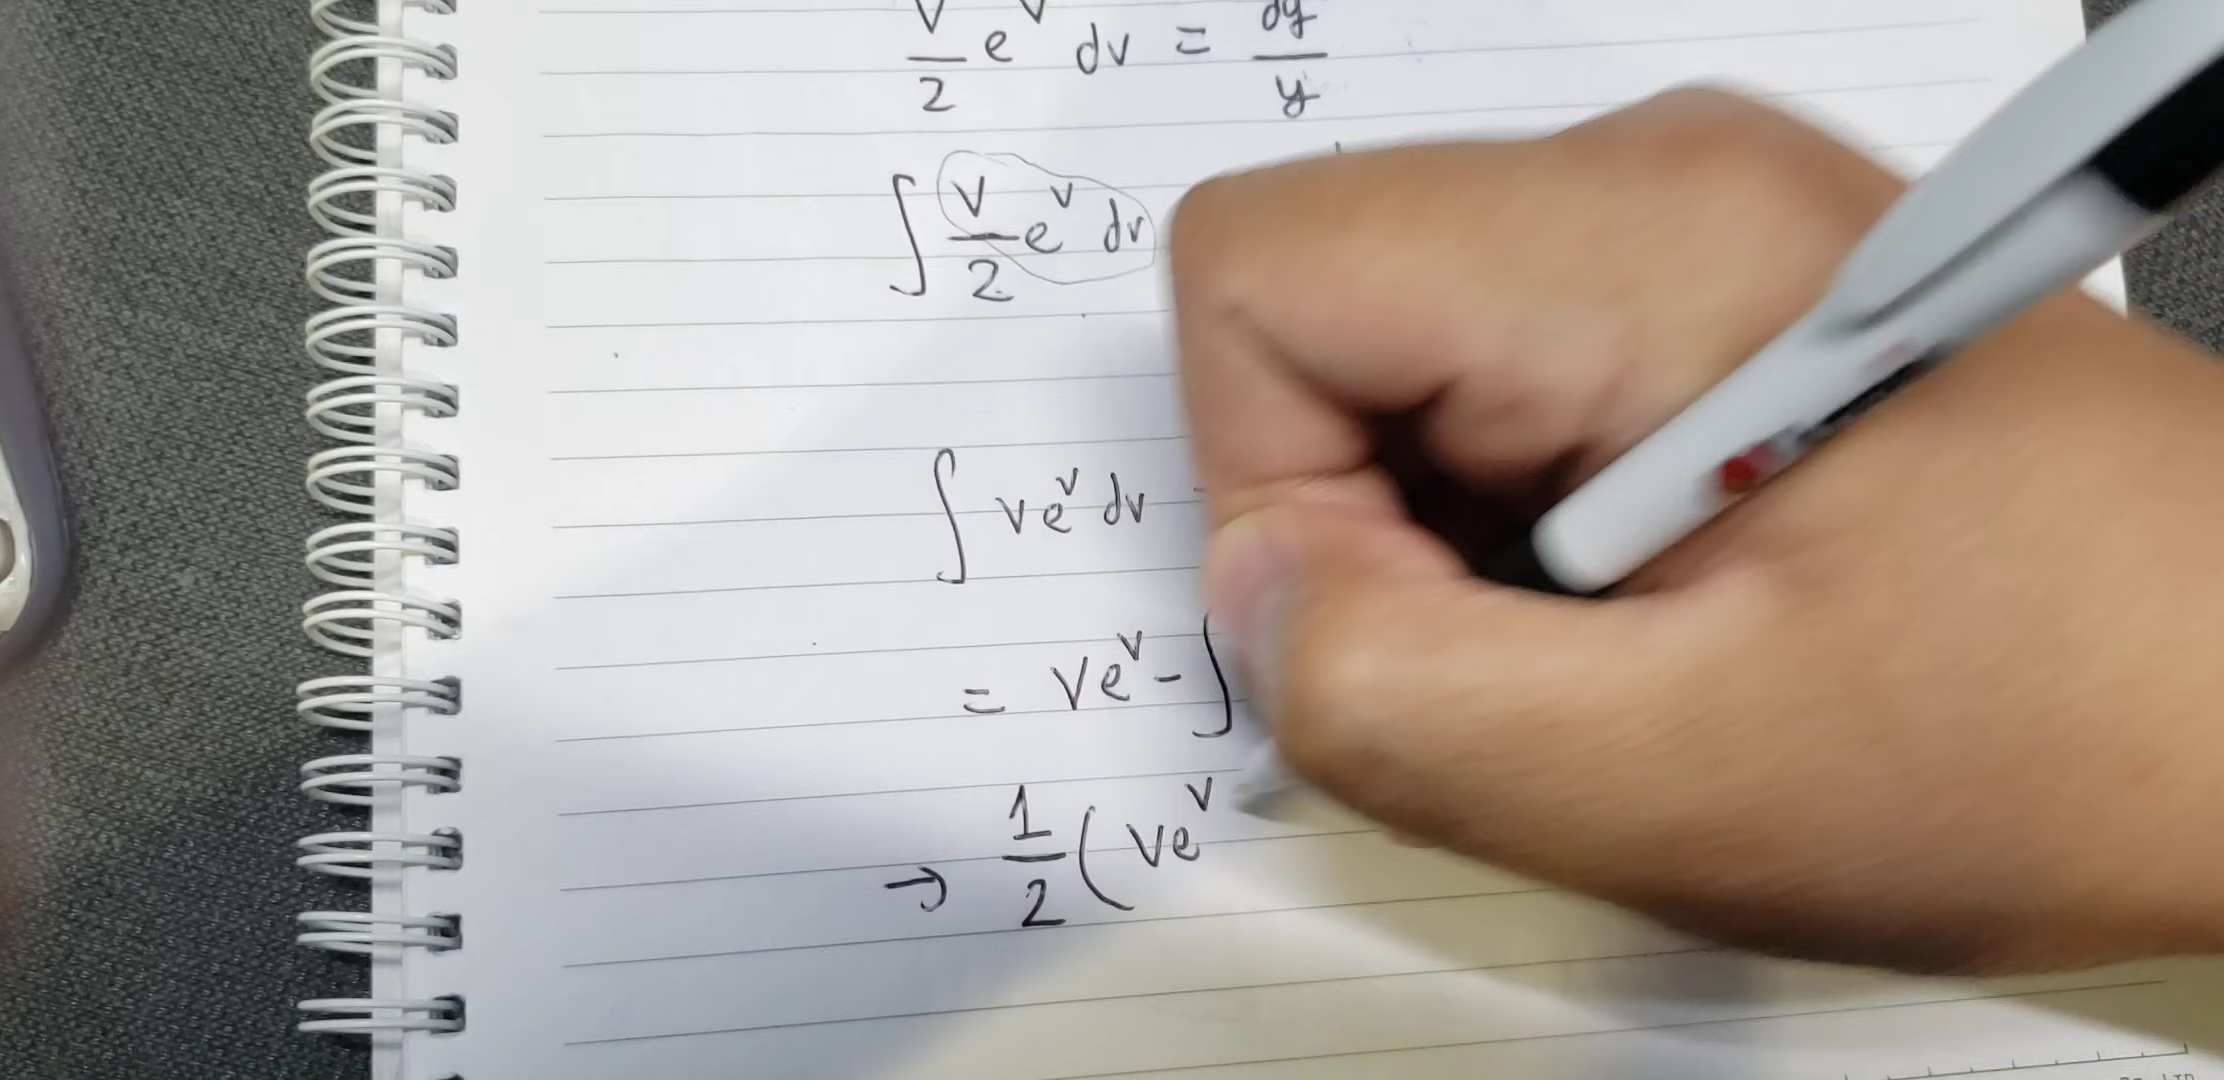 v/2 e^v dv = dy/y
∫ v/2 e^v dv
∫ ve^v dv
= ve^v - ∫
→ 1/2 ( ve^v